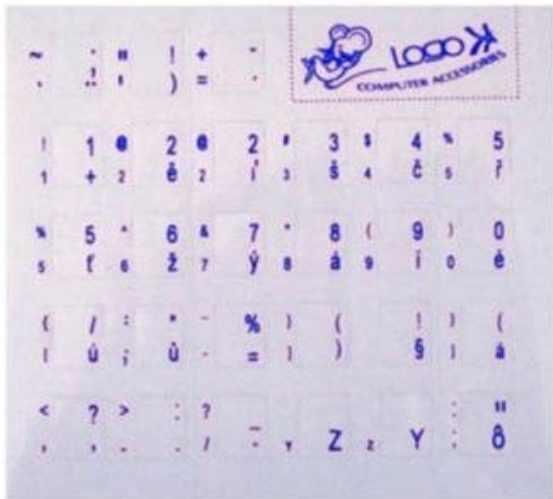 LOGO
COMPUTER ACCESSORIES
~ " ! + -
' ) =
! 1 @ 2 @ 2 # 3 $ 4 % 5
1 + 2 ě 2 3 š 4 č 5 ř
% 5 ^ 6 & 7 * 8 ( 9 ) 0
5 ť 6 ž 7 ý 8 á 9 í 0 é
{ / : " % } ( ! } (
[ ú ; ů - = ] ) § ] á
< ? > : ? : "
, , . . / - Y Z Z Y ; ô